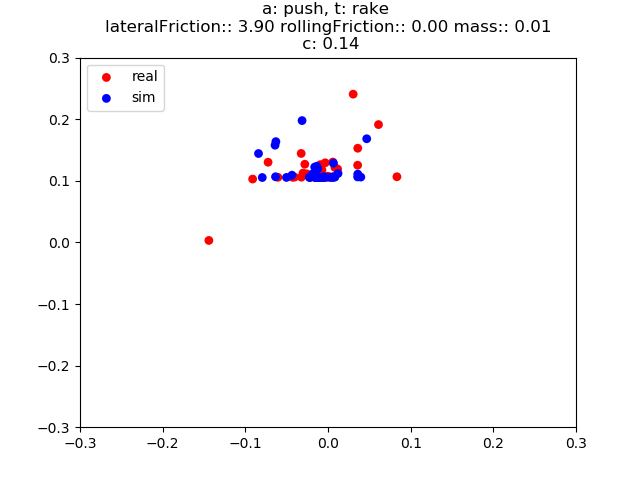 a: push, t: rake
lateralFriction:: 3.90 rollingFriction:: 0.00 mass:: 0.01
c: 0.14
real
sim
0.3
0.2
0.1
0.0
−0.1
−0.2
−0.3
−0.3
−0.2
−0.1
0.0
0.1
0.2
0.3